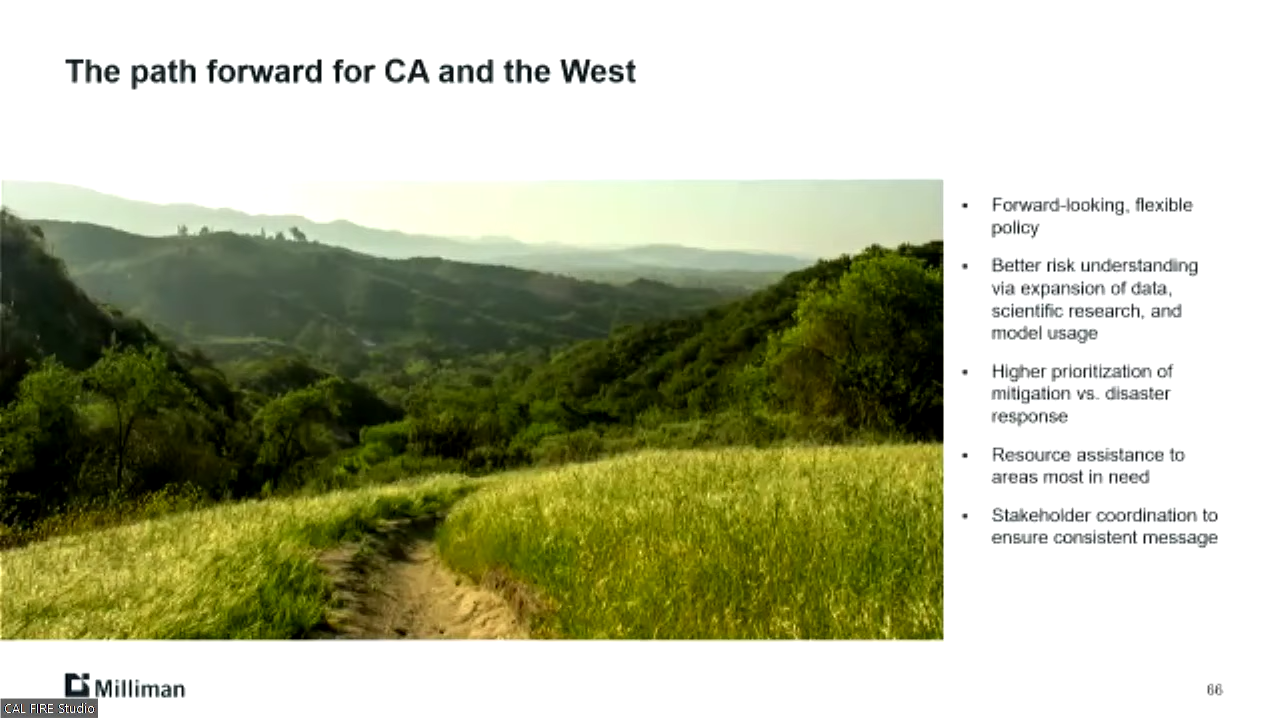 The path forward for CA and the West
▪ Forward-looking, flexible
policy
▪ Better risk understanding
via expansion of data,
scientific research, and
model usage
▪ Higher prioritization of
mitigation vs. disaster
response
▪ Resource assistance to
areas most in need
▪ Stakeholder coordination to
ensure consistent message
Milliman
66
CAL FIRE Studio